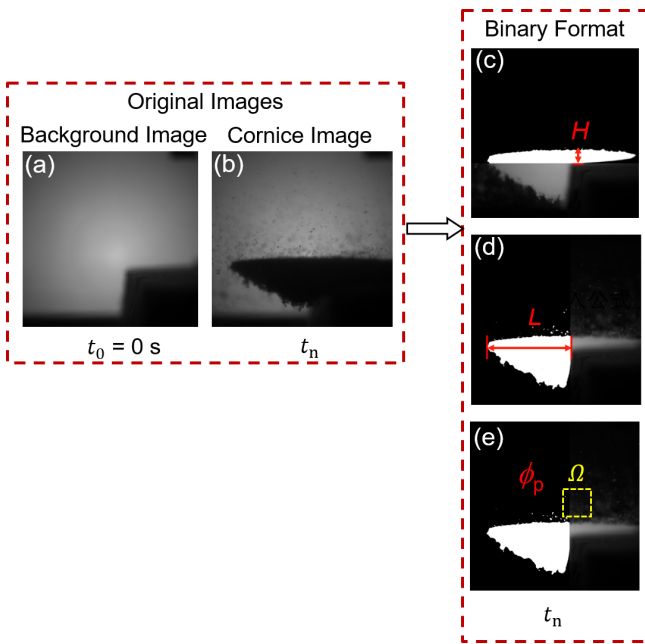 Original Images
Background Image
Cornice Image
(a)
(b)
t₀ = 0 s
tₙ
Binary Format
(c)
H
(d)
L
(e)
ϕₚ
Ω
tₙ